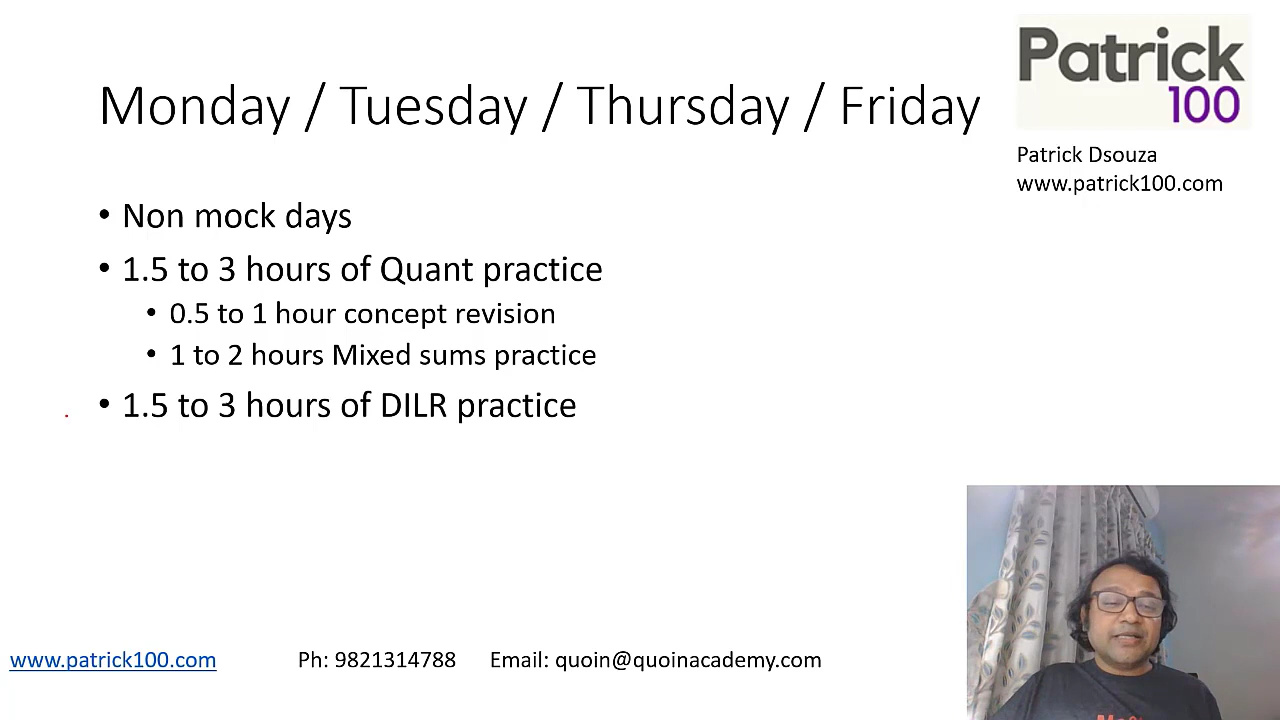 Patrick
100
Monday / Tuesday / Thursday / Friday
Patrick Dsouza
www.patrick100.com
• Non mock days
• 1.5 to 3 hours of Quant practice
• 0.5 to 1 hour concept revision
• 1 to 2 hours Mixed sums practice
• 1.5 to 3 hours of DILR practice
www.patrick100.com Ph: 9821314788 Email: quoin@quoinacademy.com